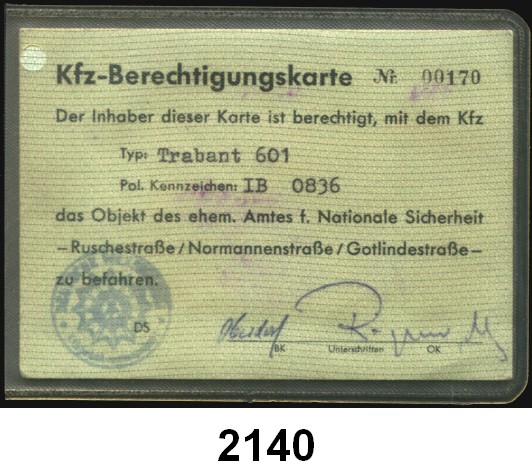 Kfz-Berechtigungskarte Nr. 00170
Der Inhaber dieser Karte ist berechtigt, mit dem Kfz
Typ: Trabant 601
Pol. Kennzeichen: IB 0836
das Objekt des ehem. Amtes f. Nationale Sicherheit
–Ruschestraße/Normannenstraße/Gotlindestraße–
zu befahren.
DS
BK Unterschriften OK
2140